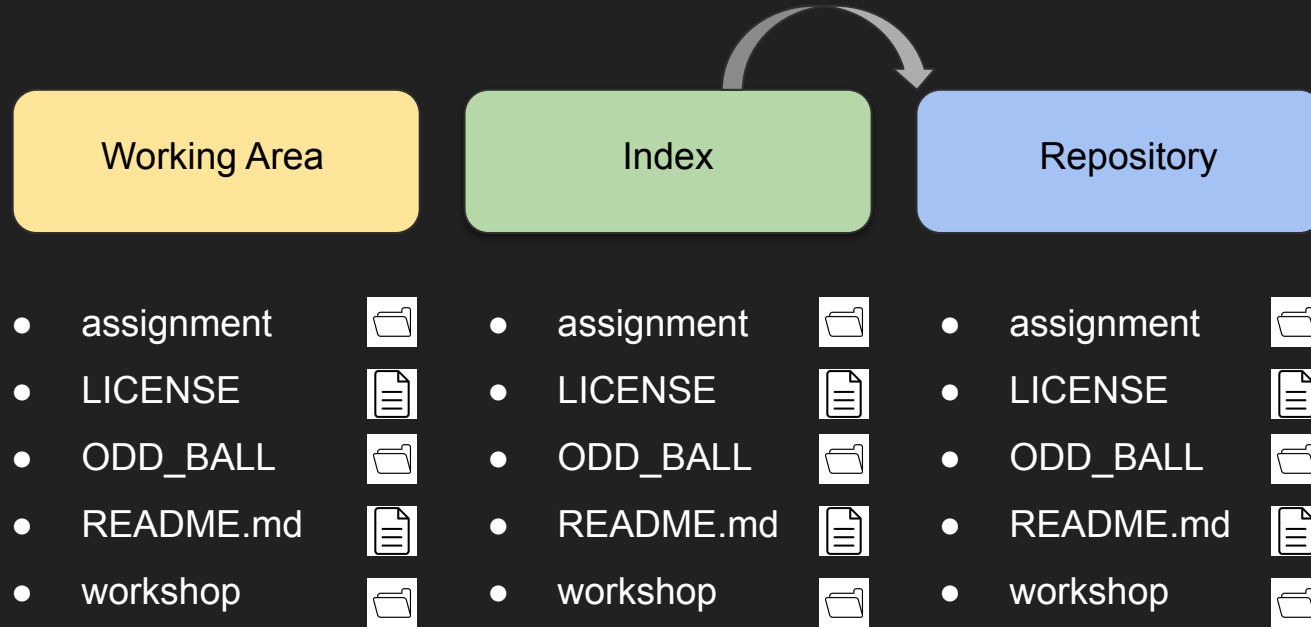 Working Area
Index
Repository
● assignment
● LICENSE
● ODD_BALL
● README.md
● workshop
● assignment
● LICENSE
● ODD_BALL
● README.md
● workshop
● assignment
● LICENSE
● ODD_BALL
● README.md
● workshop